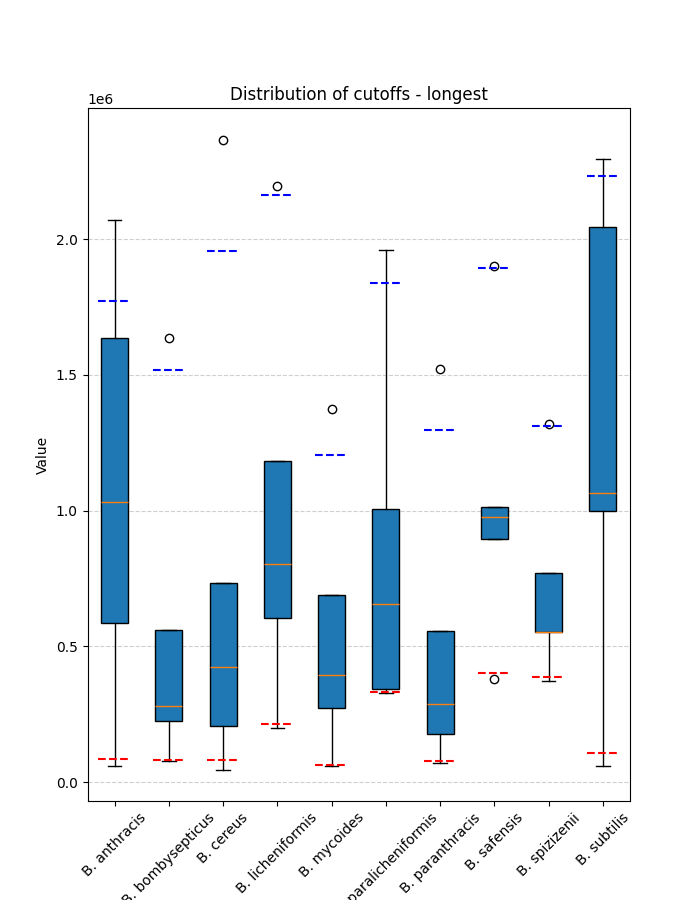 Distribution of cutoffs - longest
1e6
Value
2.0
1.5
1.0
0.5
0.0
B. anthracis
B. bombysepticus
B. cereus
B. licheniformis
B. mycoides
paralicheniformis
B. paranthracis
B. safensis
B. spizizenii
B. subtilis